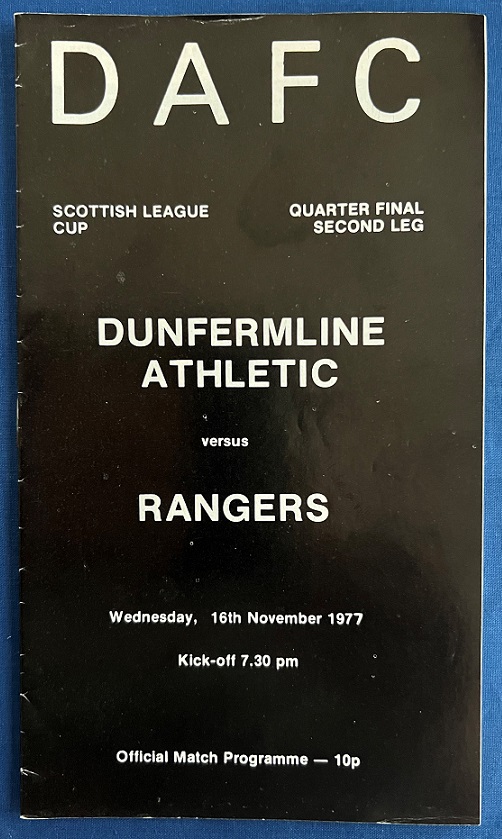 DAFC
SCOTTISH LEAGUE CUP
QUARTER FINAL SECOND LEG
DUNFERMLINE
ATHLETIC
versus
RANGERS
Wednesday, 16th November 1977
Kick-off 7.30 pm
Official Match Programme — 10p